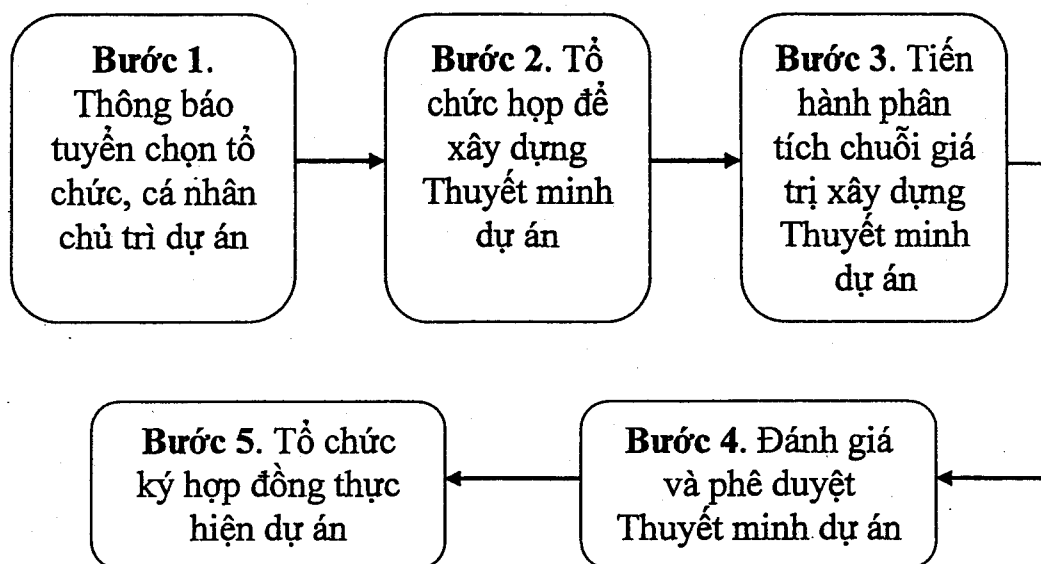 Bước 1.
Thông báo
tuyển chọn tổ
chức, cá nhân
chủ trì dự án
Bước 2. Tổ
chức họp để
xây dựng
Thuyết minh
dự án
Bước 3. Tiến
hành phân
tích chuỗi giá
trị xây dựng
Thuyết minh
dự án
Bước 4. Đánh giá
và phê duyệt
Thuyết minh dự án
Bước 5. Tổ chức
ký hợp đồng thực
hiện dự án